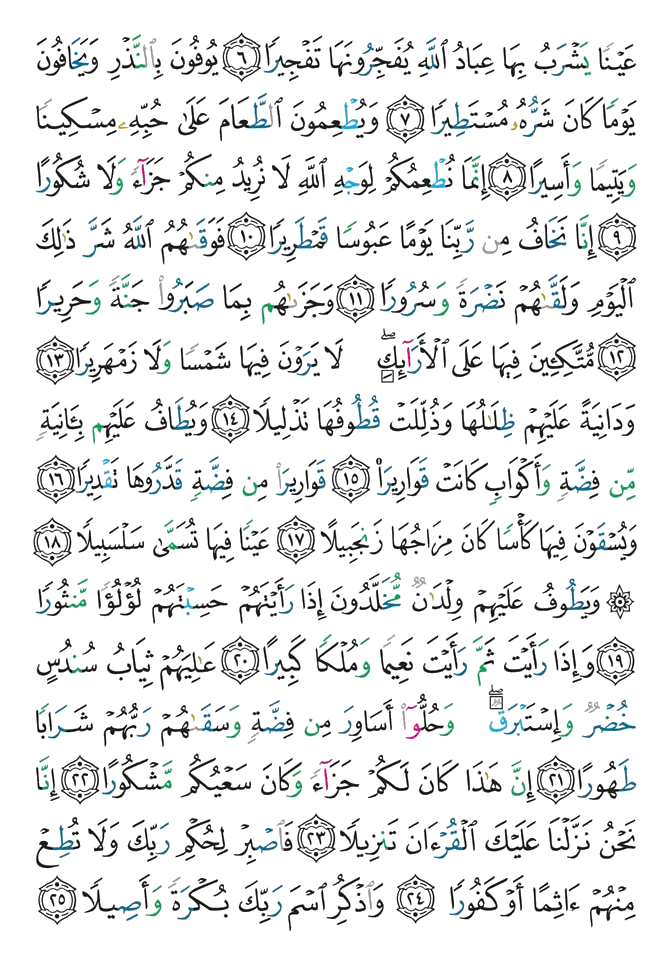 عَيْنًا يَشْرَبُ بِهَا عِبَادُ ٱللَّهِ يُفَجِّرُونَهَا تَفْجِيرًا ٦ يُوفُونَ بِٱلنَّذْرِ وَيَخَافُونَ
يَوْمًا كَانَ شَرُّهُۥ مُسْتَطِيرًا ٧ وَيُطْعِمُونَ ٱلطَّعَامَ عَلَىٰ حُبِّهِۦ مِسْكِينًا
وَيَتِيمًا وَأَسِيرًا ٨ إِنَّمَا نُطْعِمُكُمْ لِوَجْهِ ٱللَّهِ لَا نُرِيدُ مِنكُمْ جَزَآءً وَلَا شُكُورًا
٩ إِنَّا نَخَافُ مِن رَّبِّنَا يَوْمًا عَبُوسًا قَمْطَرِيرًا ١٠ فَوَقَىٰهُمُ ٱللَّهُ شَرَّ ذَٰلِكَ
ٱلْيَوْمِ وَلَقَّىٰهُمْ نَضْرَةً وَسُرُورًا ١١ وَجَزَىٰهُم بِمَا صَبَرُوا۟ جَنَّةً وَحَرِيرًا
١٢ مُّتَّكِـِٔينَ فِيهَا عَلَى ٱلْأَرَآئِكِ ۖ لَا يَرَوْنَ فِيهَا شَمْسًا وَلَا زَمْهَرِيرًا ١٣
وَدَانِيَةً عَلَيْهِمْ ظِلَـٰلُهَا وَذُلِّلَتْ قُطُوفُهَا تَذْلِيلًا ١٤ وَيُطَافُ عَلَيْهِم بِـَٔانِيَةٍ
مِّن فِضَّةٍ وَأَكْوَابٍ كَانَتْ قَوَارِيرَا۠ ١٥ قَوَارِيرَا۟ مِن فِضَّةٍ قَدَّرُوهَا تَقْدِيرًا ١٦
وَيُسْقَوْنَ فِيهَا كَأْسًا كَانَ مِزَاجُهَا زَنجَبِيلًا ١٧ عَيْنًا فِيهَا تُسَمَّىٰ سَلْسَبِيلًا ١٨
۞ وَيَطُوفُ عَلَيْهِمْ وِلْدَٰنٌ مُّخَلَّدُونَ إِذَا رَأَيْتَهُمْ حَسِبْتَهُمْ لُؤْلُؤًا مَّنثُورًا
١٩ وَإِذَا رَأَيْتَ ثَمَّ رَأَيْتَ نَعِيمًا وَمُلْكًا كَبِيرًا ٢٠ عَـٰلِيَهُمْ ثِيَابُ سُندُسٍ
خُضْرٌ وَإِسْتَبْرَقٌ ۖ وَحُلُّوٓا۟ أَسَاوِرَ مِن فِضَّةٍ وَسَقَىٰهُمْ رَبُّهُمْ شَرَابًا
طَهُورًا ٢١ إِنَّ هَـٰذَا كَانَ لَكُمْ جَزَآءً وَكَانَ سَعْيُكُم مَّشْكُورًا ٢٢ إِنَّا
نَحْنُ نَزَّلْنَا عَلَيْكَ ٱلْقُرْءَانَ تَنزِيلًا ٢٣ فَٱصْبِرْ لِحُكْمِ رَبِّكَ وَلَا تُطِعْ
مِنْهُمْ ءَاثِمًا أَوْ كَفُورًا ٢٤ وَٱذْكُرِ ٱسْمَ رَبِّكَ بُكْرَةً وَأَصِيلًا ٢٥